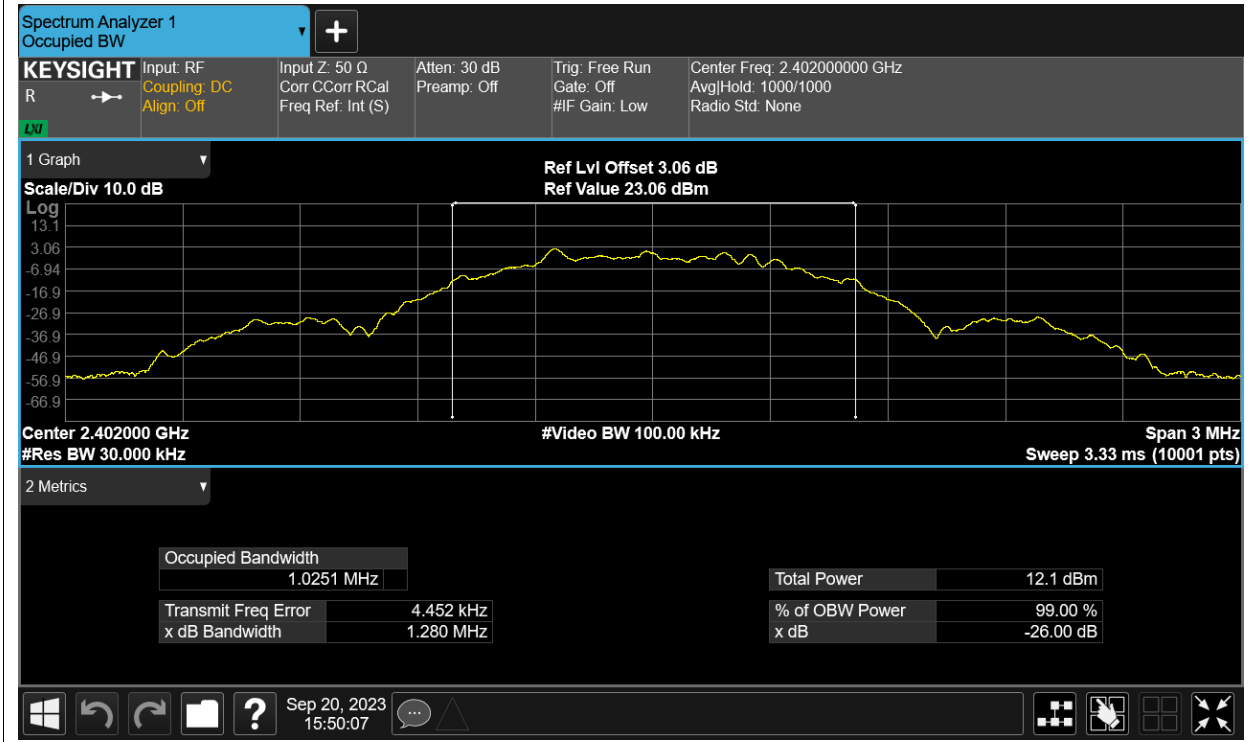 Spectrum Analyzer 1
Occupied BW
KEYSIGHT
R
LXI
Input: RF
Coupling: DC
Align: Off
Input Z: 50 Ω
Corr CCorr RCal
Freq Ref: Int (S)
Atten: 30 dB
Preamp: Off
Trig: Free Run
Gate: Off
#IF Gain: Low
Center Freq: 2.402000000 GHz
Avg|Hold: 1000/1000
Radio Std: None
1 Graph
Scale/Div 10.0 dB
Ref Lvl Offset 3.06 dB
Ref Value 23.06 dBm
Log
13.1
3.06
-6.94
-16.9
-26.9
-36.9
-46.9
-56.9
-66.9
Center 2.402000 GHz
#Res BW 30.000 kHz
#Video BW 100.00 kHz
Span 3 MHz
Sweep 3.33 ms (10001 pts)
2 Metrics
Occupied Bandwidth
1.0251 MHz
Transmit Freq Error 4.452 kHz
x dB Bandwidth 1.280 MHz
Total Power 12.1 dBm
% of OBW Power 99.00 %
x dB -26.00 dB
?
Sep 20, 2023
15:50:07